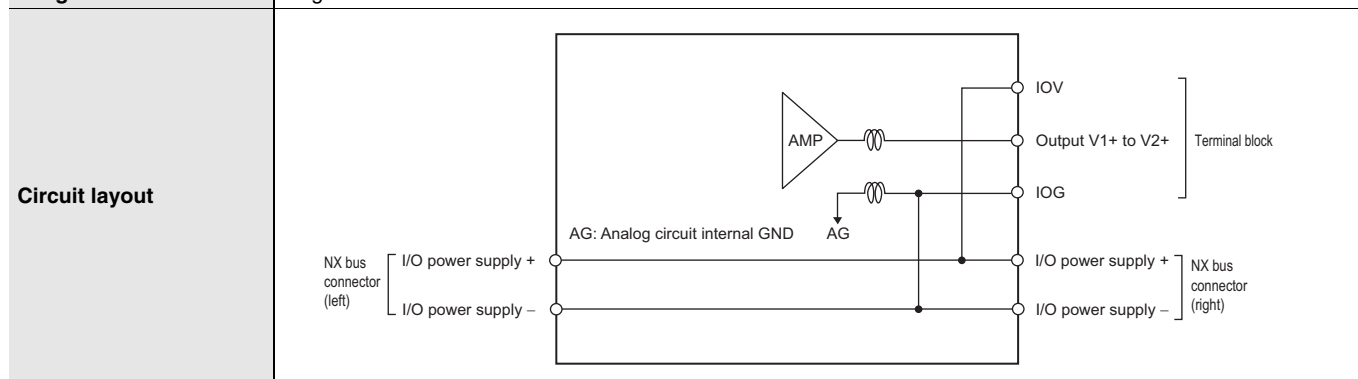 Circuit layout
IOV
AMP
Output V1+ to V2+
Terminal block
IOG
AG: Analog circuit internal GND
AG
NX bus
connector
(left)
I/O power supply +
I/O power supply –
I/O power supply +
I/O power supply –
NX bus
connector
(right)